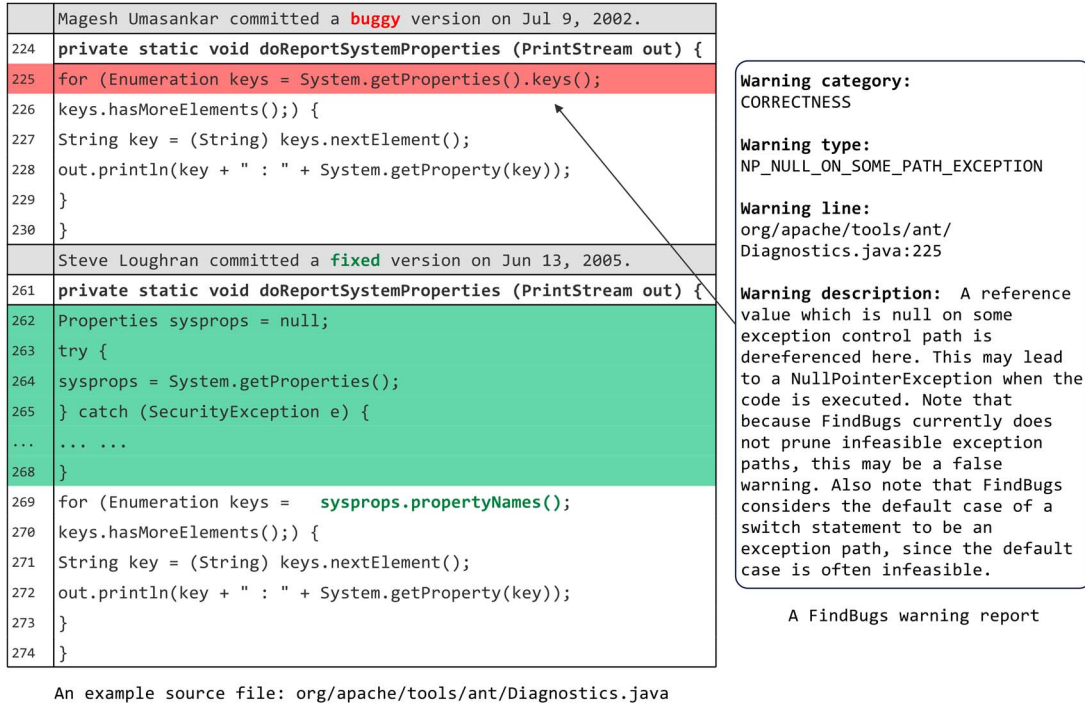 Magesh Umasankar committed a buggy version on Jul 9, 2002.
224 private static void doReportSystemProperties (PrintStream out) {
225 for (Enumeration keys = System.getProperties().keys();
226 keys.hasMoreElements();) {
227 String key = (String) keys.nextElement();
228 out.println(key + " : " + System.getProperty(key));
229 }
230 }
Steve Loughran committed a fixed version on Jun 13, 2005.
261 private static void doReportSystemProperties (PrintStream out) {
262 Properties sysprops = null;
263 try {
264 sysprops = System.getProperties();
265 } catch (SecurityException e) {
... ... ...
268 }
269 for (Enumeration keys = sysprops.propertyNames();
270 keys.hasMoreElements();) {
271 String key = (String) keys.nextElement();
272 out.println(key + " : " + System.getProperty(key));
273 }
274 }
An example source file: org/apache/tools/ant/Diagnostics.java
Warning category:
CORRECTNESS
Warning type:
NP_NULL_ON_SOME_PATH_EXCEPTION
Warning line:
org/apache/tools/ant/
Diagnostics.java:225
Warning description: A reference
value which is null on some
exception control path is
dereferenced here. This may lead
to a NullPointerException when the
code is executed. Note that
because FindBugs currently does
not prune infeasible exception
paths, this may be a false
warning. Also note that FindBugs
considers the default case of a
switch statement to be an
exception path, since the default
case is often infeasible.
A FindBugs warning report